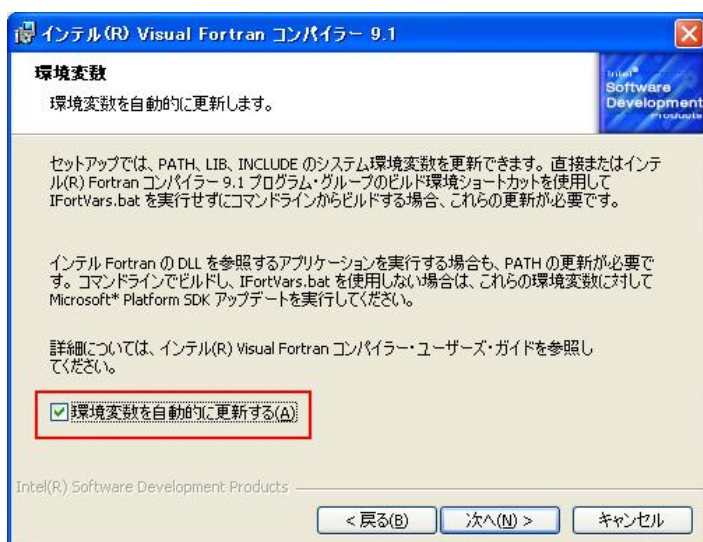 インテル(R) Visual Fortran コンパイラー 9.1
環境変数
環境変数を自動的に更新します。
Intel®
Software
Development
Products
セットアップでは、PATH、LIB、INCLUDE のシステム環境変数を更新できます。直接またはインテ
ル(R) Fortran コンパイラー 9.1 プログラム・グループのビルド環境ショートカットを使用して
IFortVars.bat を実行せずにコマンドラインからビルドする場合、これらの更新が必要です。
インテル Fortran の DLL を参照するアプリケーションを実行する場合も、PATH の更新が必要で
す。コマンドラインでビルドし、IFortVars.bat を使用しない場合は、これらの環境変数に対して
Microsoft* Platform SDK アップデートを実行してください。
詳細については、インテル(R) Visual Fortran コンパイラー・ユーザーズ・ガイドを参照し
てください。
環境変数を自動的に更新する(A)
Intel(R) Software Development Products
< 戻る(B)
次へ(N) >
キャンセル